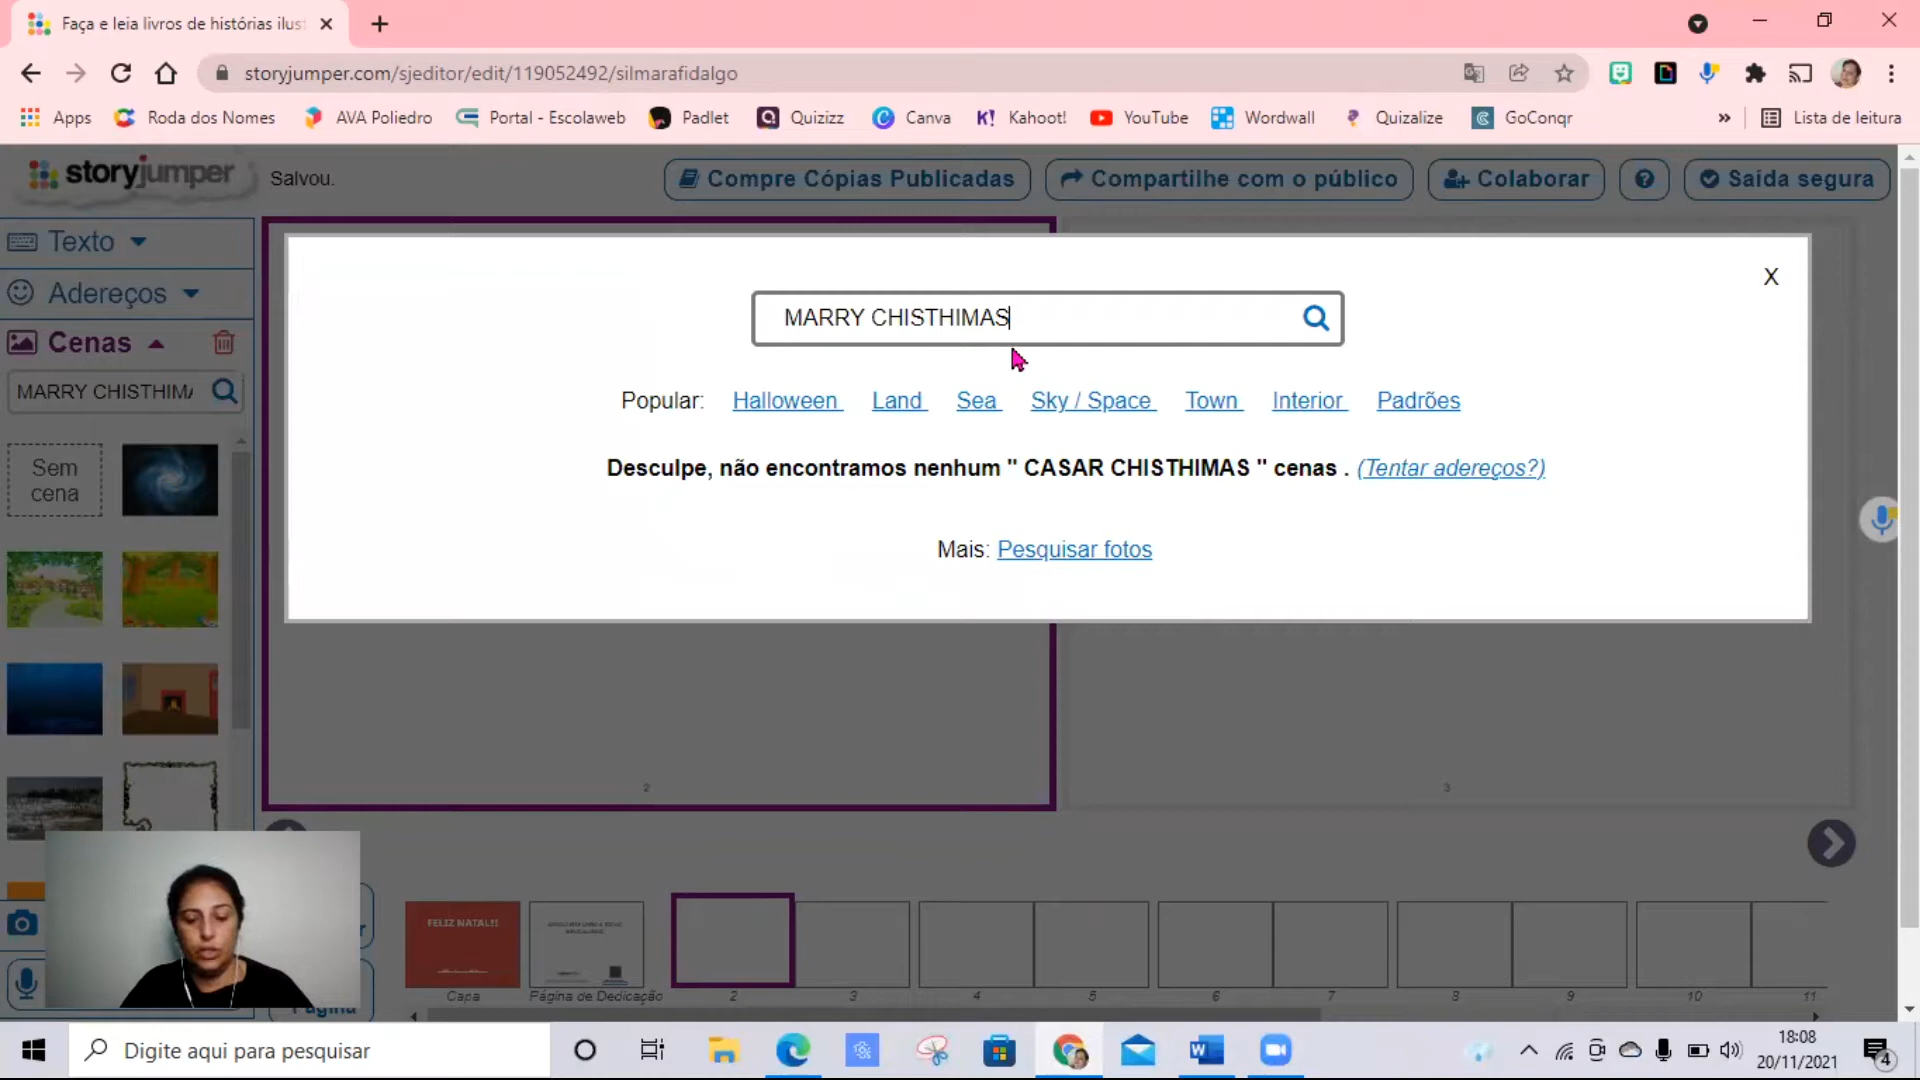 Faça e leia livros de histórias ilus
storyjumper.com/sjeditor/edit/119052492/silmarafidalgo
Apps
Roda dos Nomes
AVA Poliedro
Portal - Escolaweb
Padlet
Quizizz
Canva
K! Kahoot!
YouTube
Wordwall
Quizalize
GoConqr
»
Lista de leitura
storyjumper
Salvou.
Compre Cópias Publicadas
Compartilhe com o público
Colaborar
Saída segura
Texto
Adereços
Cenas
MARRY CHISTHIMA
Sem
cena
X
MARRY CHISTHIMAS
Popular: Halloween Land Sea Sky / Space Town Interior Padrões
Desculpe, não encontramos nenhum " CASAR CHISTHIMAS " cenas . (Tentar adereços?)
Mais: Pesquisar fotos
2
3
FELIZ NATAL!!!
Capa
Página de Dedicação
2
3
4
5
6
7
8
9
10
11
Página
Digite aqui para pesquisar
18:08
20/11/2021
4